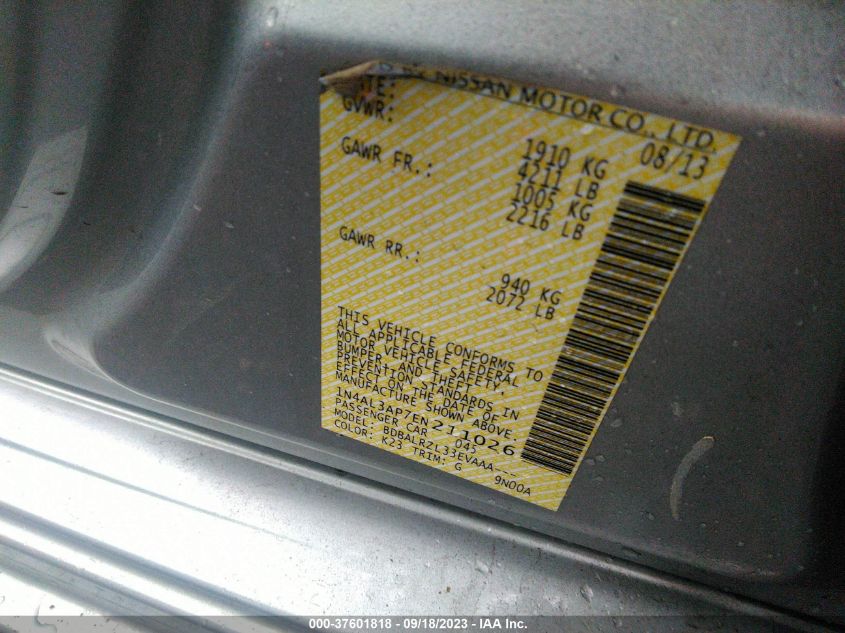 BY NISSAN MOTOR CO., LTD.
DATE: 08/13
GVWR: 1910 KG
4211 LB
GAWR FR.: 1005 KG
2216 LB
GAWR RR.: 940 KG
2072 LB
THIS VEHICLE CONFORMS TO
ALL APPLICABLE FEDERAL
MOTOR VEHICLE SAFETY,
BUMPER, AND THEFT
PREVENTION STANDARDS IN
EFFECT ON THE DATE OF
MANUFACTURE SHOWN ABOVE.
1N4AL3AP7EN211026
PASSENGER CAR 045
MODEL: BDBALRZL33EVAAA---
COLOR: K23 TRIM: G 9N00A
000-37601818 - 09/18/2023 - IAA Inc.